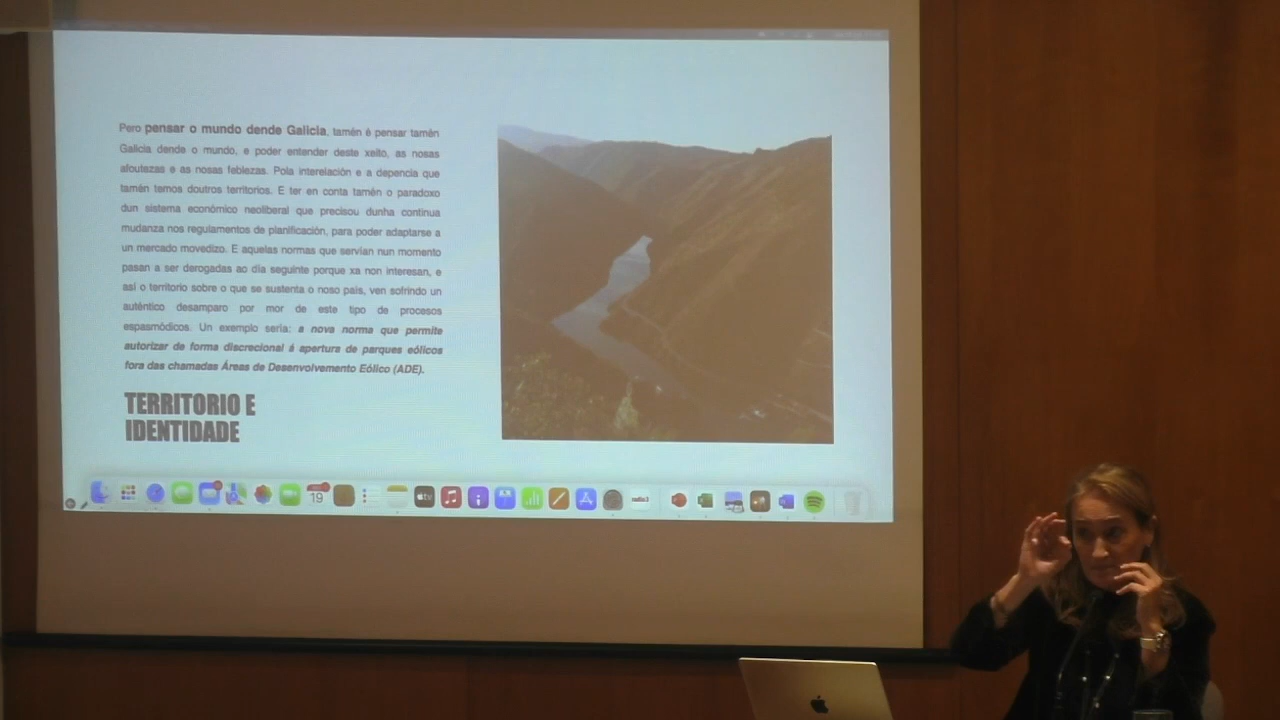 Pero pensar o mundo dende Galicia, tamén é pensar tamén
Galicia dende o mundo, e poder entender deste xeito, as nosas
afoutezas e as nosas feblezas. Pola interelación e a depencia que
tamén temos doutros territorios. E ter en conta tamén o paradoxo
dun sistema económico neoliberal que precisou dunha continua
mudanza nos regulamentos de planificación, para poder adaptarse a
un mercado movedizo. E aquelas normas que servían nun momento
pasan a ser derogadas ao día seguinte porque xa non interesan, e
así o territorio sobre o que se sustenta o noso país, ven sofrindo un
auténtico desamparo por mor de este tipo de procesos
espasmódicos. Un exemplo sería: a nova norma que permite
autorizar de forma discrecional á apertura de parques eólicos
fora das chamadas Áreas de Desenvolvemento Eólico (ADE).
TERRITORIO E
IDENTIDADE
19
tv
radio 3